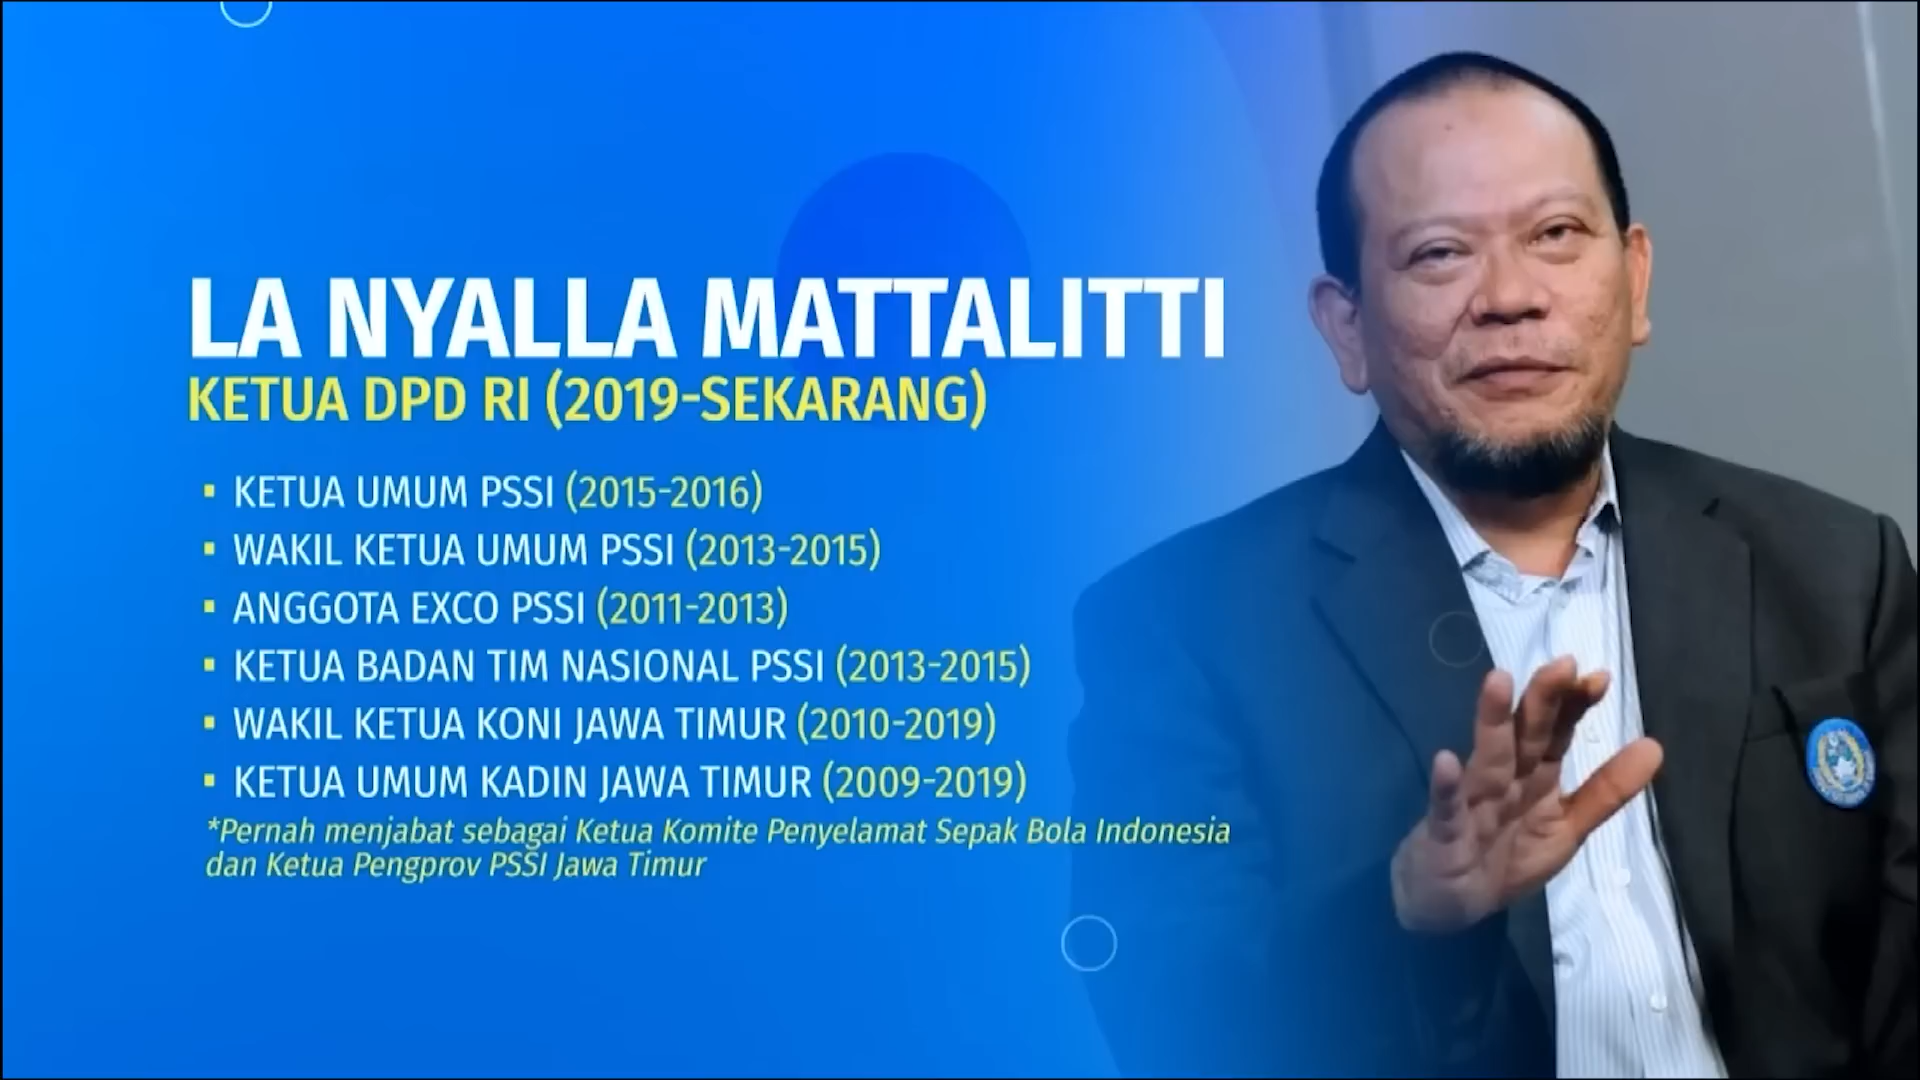 LA NYALLA MATTALITTI
KETUA DPD RI (2019-SEKARANG)
▪ KETUA UMUM PSSI (2015-2016)
▪ WAKIL KETUA UMUM PSSI (2013-2015)
▪ ANGGOTA EXCO PSSI (2011-2013)
▪ KETUA BADAN TIM NASIONAL PSSI (2013-2015)
▪ WAKIL KETUA KONI JAWA TIMUR (2010-2019)
▪ KETUA UMUM KADIN JAWA TIMUR (2009-2019)
*Pernah menjabat sebagai Ketua Komite Penyelamat Sepak Bola Indonesia
dan Ketua Pengprov PSSI Jawa Timur